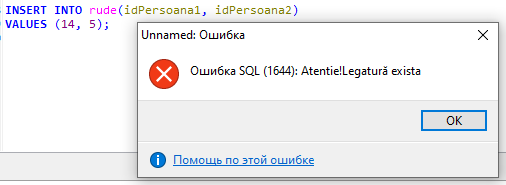 INSERT INTO rude(idPersoana1, idPersoana2)
VALUES (14, 5);
Unnamed: Ошибка
Ошибка SQL (1644): Atentie!Legatură exista
OK
Помощь по этой ошибке